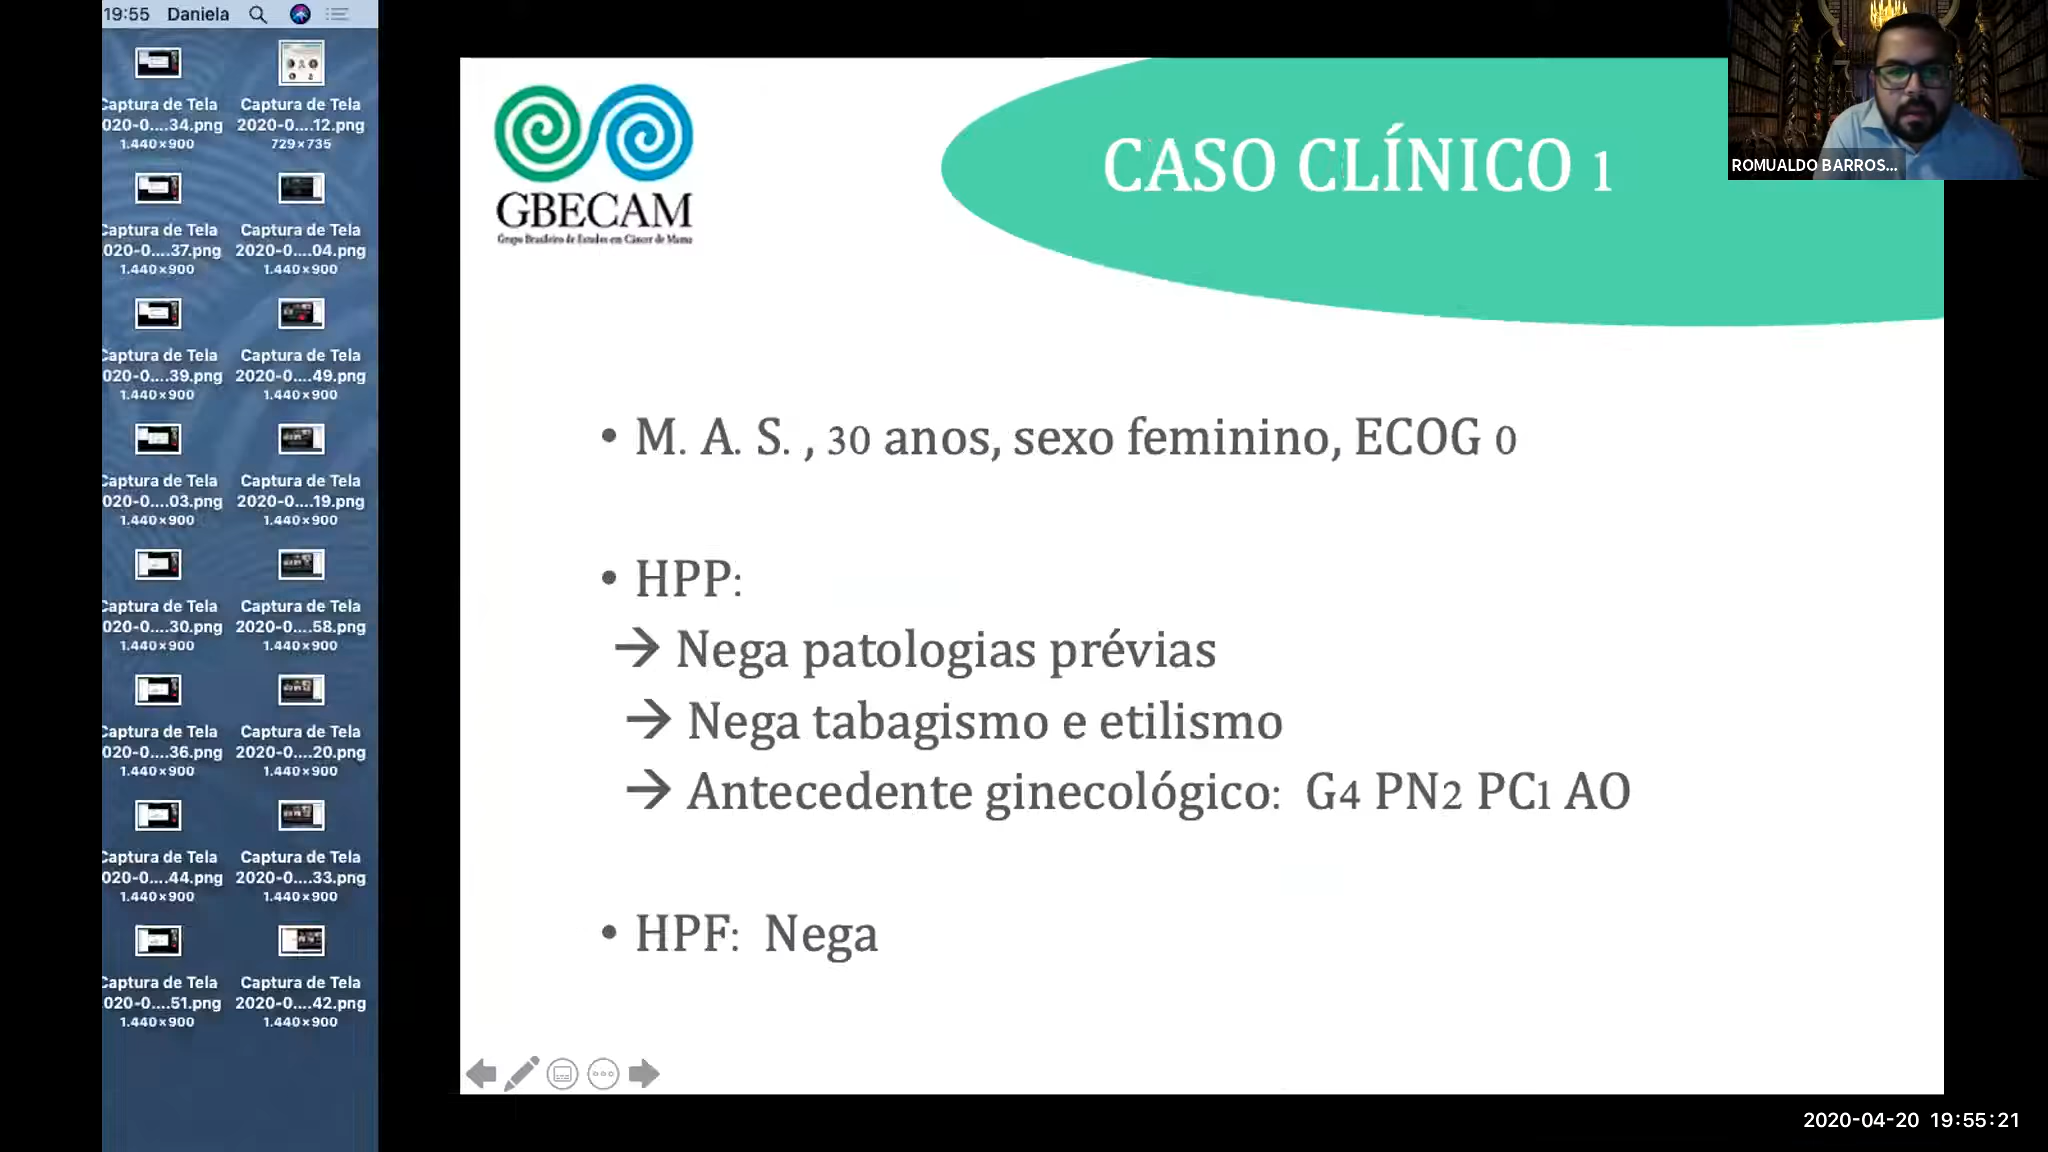 19:55 Daniela
Captura de Tela
020-0....34.png
1.440×900
Captura de Tela
2020-0....12.png
729×735
Captura de Tela
020-0....37.png
1.440×900
Captura de Tela
2020-0....04.png
1.440×900
Captura de Tela
020-0....39.png
1.440×900
Captura de Tela
2020-0....49.png
1.440×900
Captura de Tela
020-0....03.png
1.440×900
Captura de Tela
2020-0....19.png
1.440×900
Captura de Tela
020-0....30.png
1.440×900
Captura de Tela
2020-0....58.png
1.440×900
Captura de Tela
020-0....36.png
1.440×900
Captura de Tela
2020-0....20.png
1.440×900
Captura de Tela
020-0....44.png
1.440×900
Captura de Tela
2020-0....33.png
1.440×900
Captura de Tela
020-0....51.png
1.440×900
Captura de Tela
2020-0....42.png
1.440×900
GBECAM
Grupo Brasileiro de Estudos em Câncer de Mama
CASO CLÍNICO 1
ROMUALDO BARROS...
• M. A. S. , 30 anos, sexo feminino, ECOG 0
• HPP:
→ Nega patologias prévias
→ Nega tabagismo e etilismo
→ Antecedente ginecológico: G4 PN2 PC1 AO
• HPF: Nega
2020-04-20 19:55:21